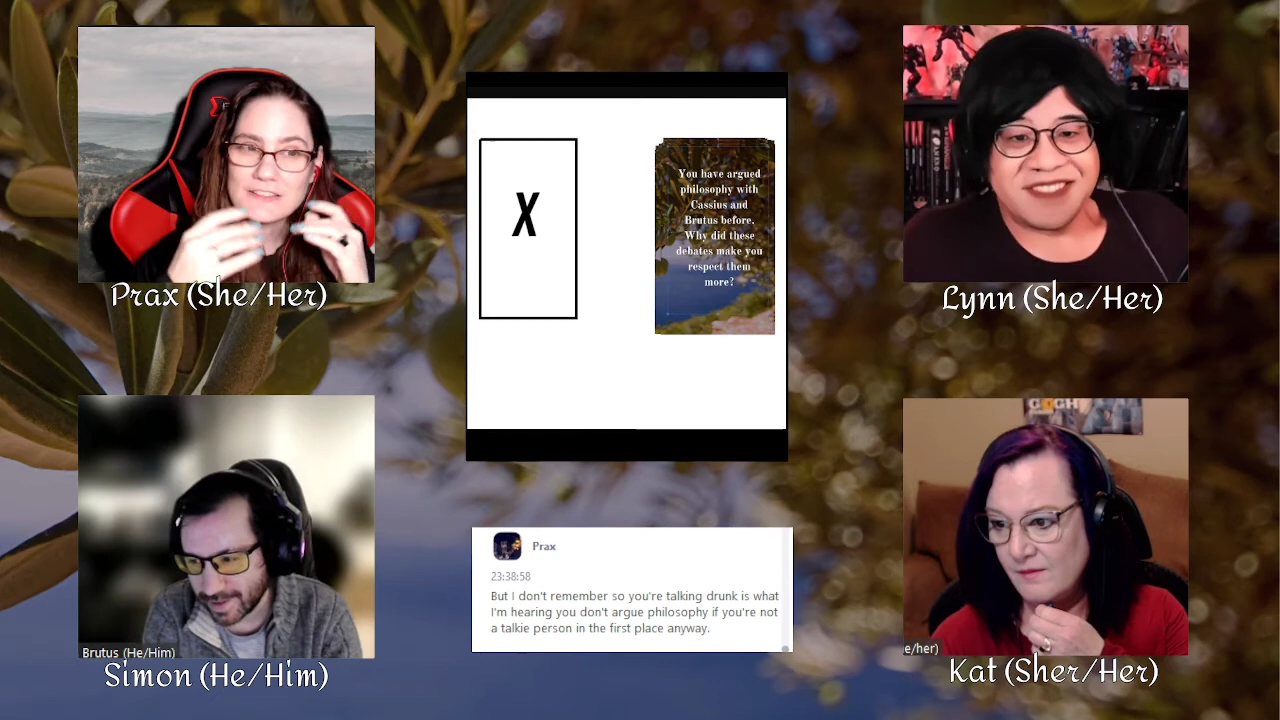 Prax (She/Her)
X
You have argued
philosophy with
Cassius and
Brutus before.
Why did these
debates make you
respect them
more?
Lynn (She/Her)
Brutus (He/Him)
Simon (He/Him)
Prax
23:38:58
But I don't remember so you're talking drunk is what
I'm hearing you don't argue philosophy if you're not
a talkie person in the first place anyway.
GOGH
e/her)
Kat (Sher/Her)